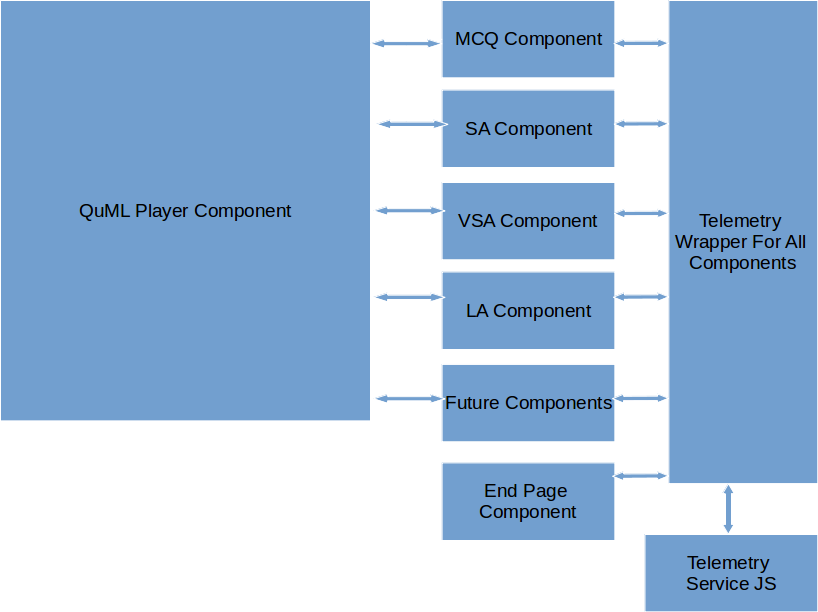 MCQ Component
SA Component
QuML Player Component
VSA Component
Telemetry
Wrapper For All
Components
LA Component
Future Components
End Page
Component
Telemetry
Service JS